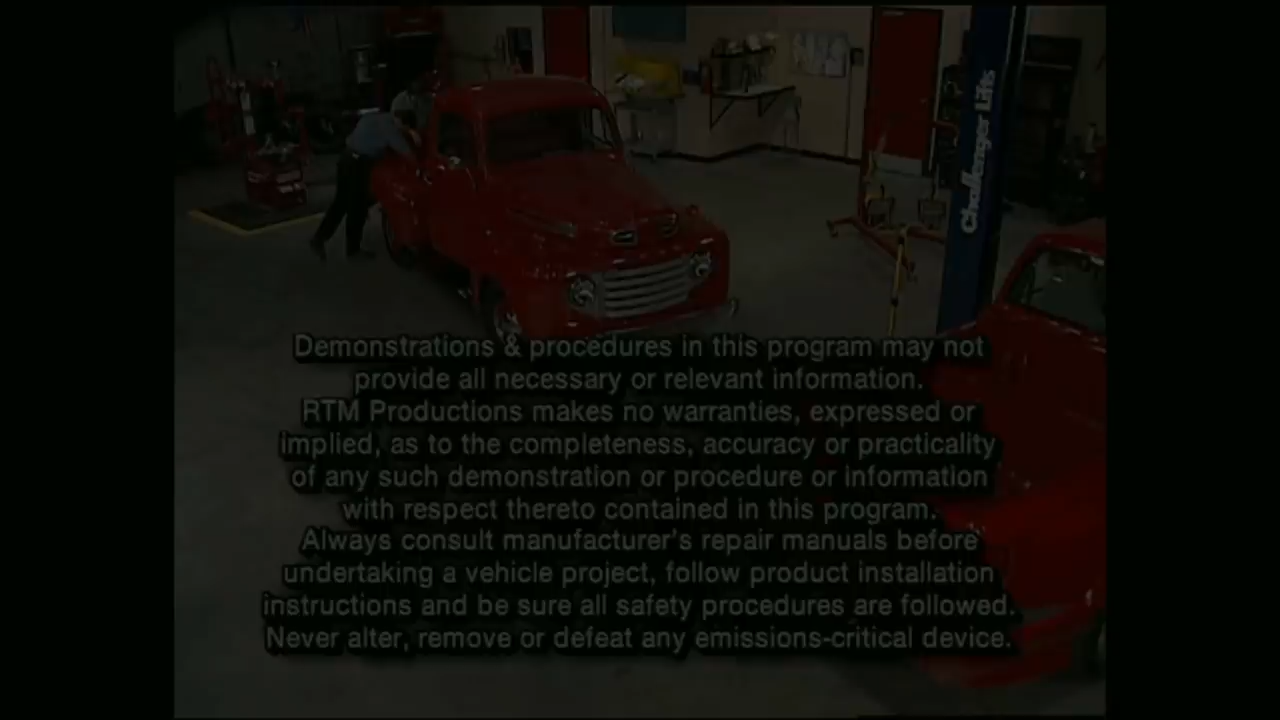 Challenger Lifts
Demonstrations & procedures in this program may not
provide all necessary or relevant information.
RTM Productions makes no warranties, expressed or
implied, as to the completeness, accuracy or practicality
of any such demonstration or procedure or information
with respect thereto contained in this program.
Always consult manufacturer's repair manuals before
undertaking a vehicle project, follow product installation
instructions and be sure all safety procedures are followed.
Never alter, remove or defeat any emissions-critical device.